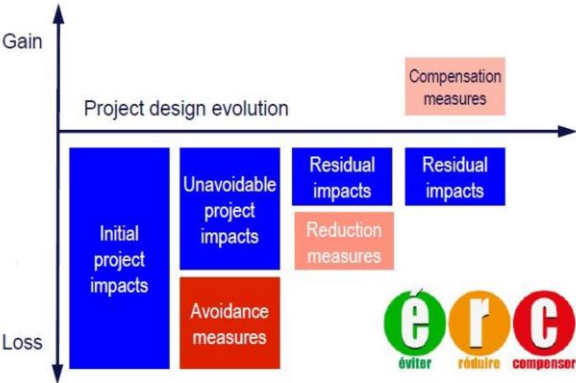 Gain
Compensation
measures
Project design evolution
Initial
project
impacts
Unavoidable
project
impacts
Residual
impacts
Residual
impacts
Reduction
measures
Avoidance
measures
Loss
é r c
éviter réduire compenser